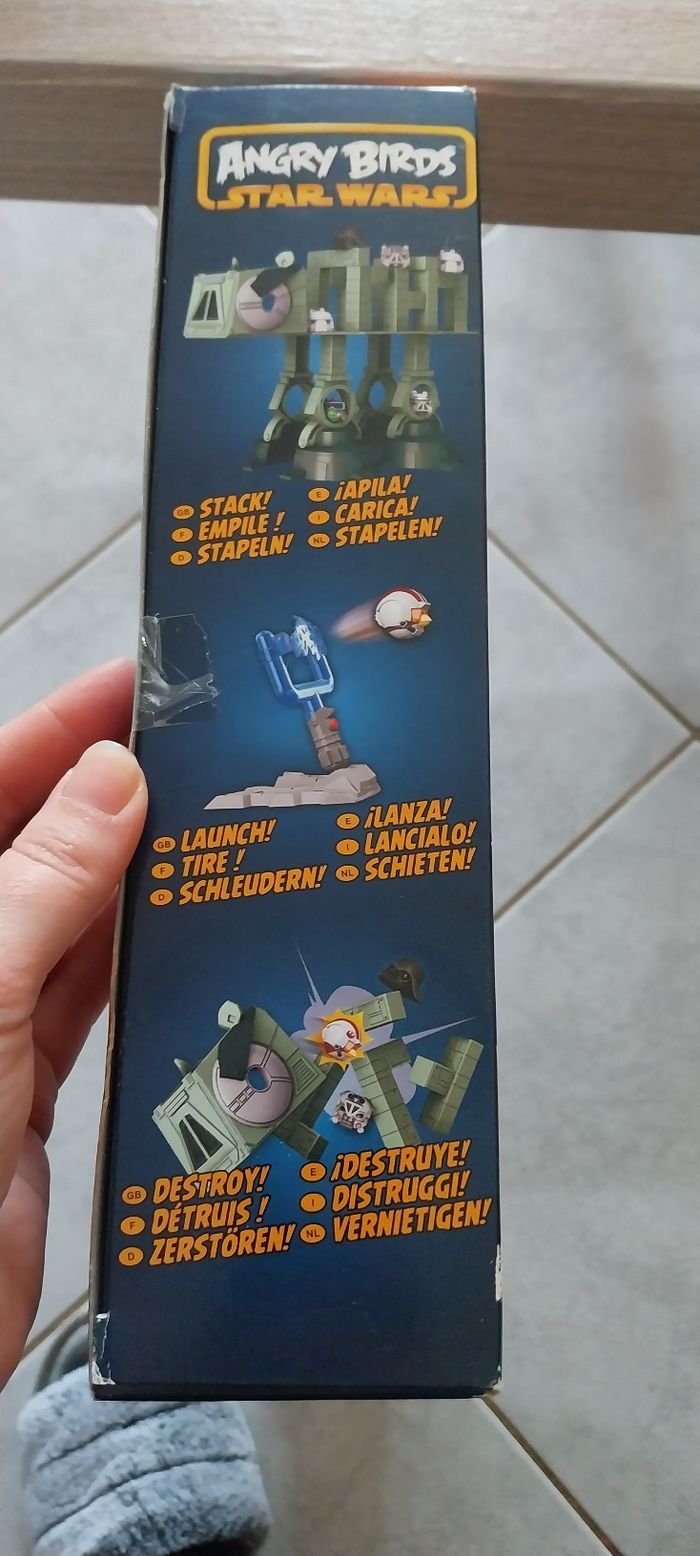 ANGRY BIRDS
STAR WARS
GB STACK!
F EMPILE !
D STAPELN!
E ¡APILA!
I CARICA!
NL STAPELEN!
GB LAUNCH!
F TIRE !
D SCHLEUDERN!
E ¡LANZA!
I LANCIALO!
NL SCHIETEN!
GB DESTROY!
F DÉTRUIS !
D ZERSTÖREN!
E ¡DESTRUYE!
I DISTRUGGI!
NL VERNIETIGEN!